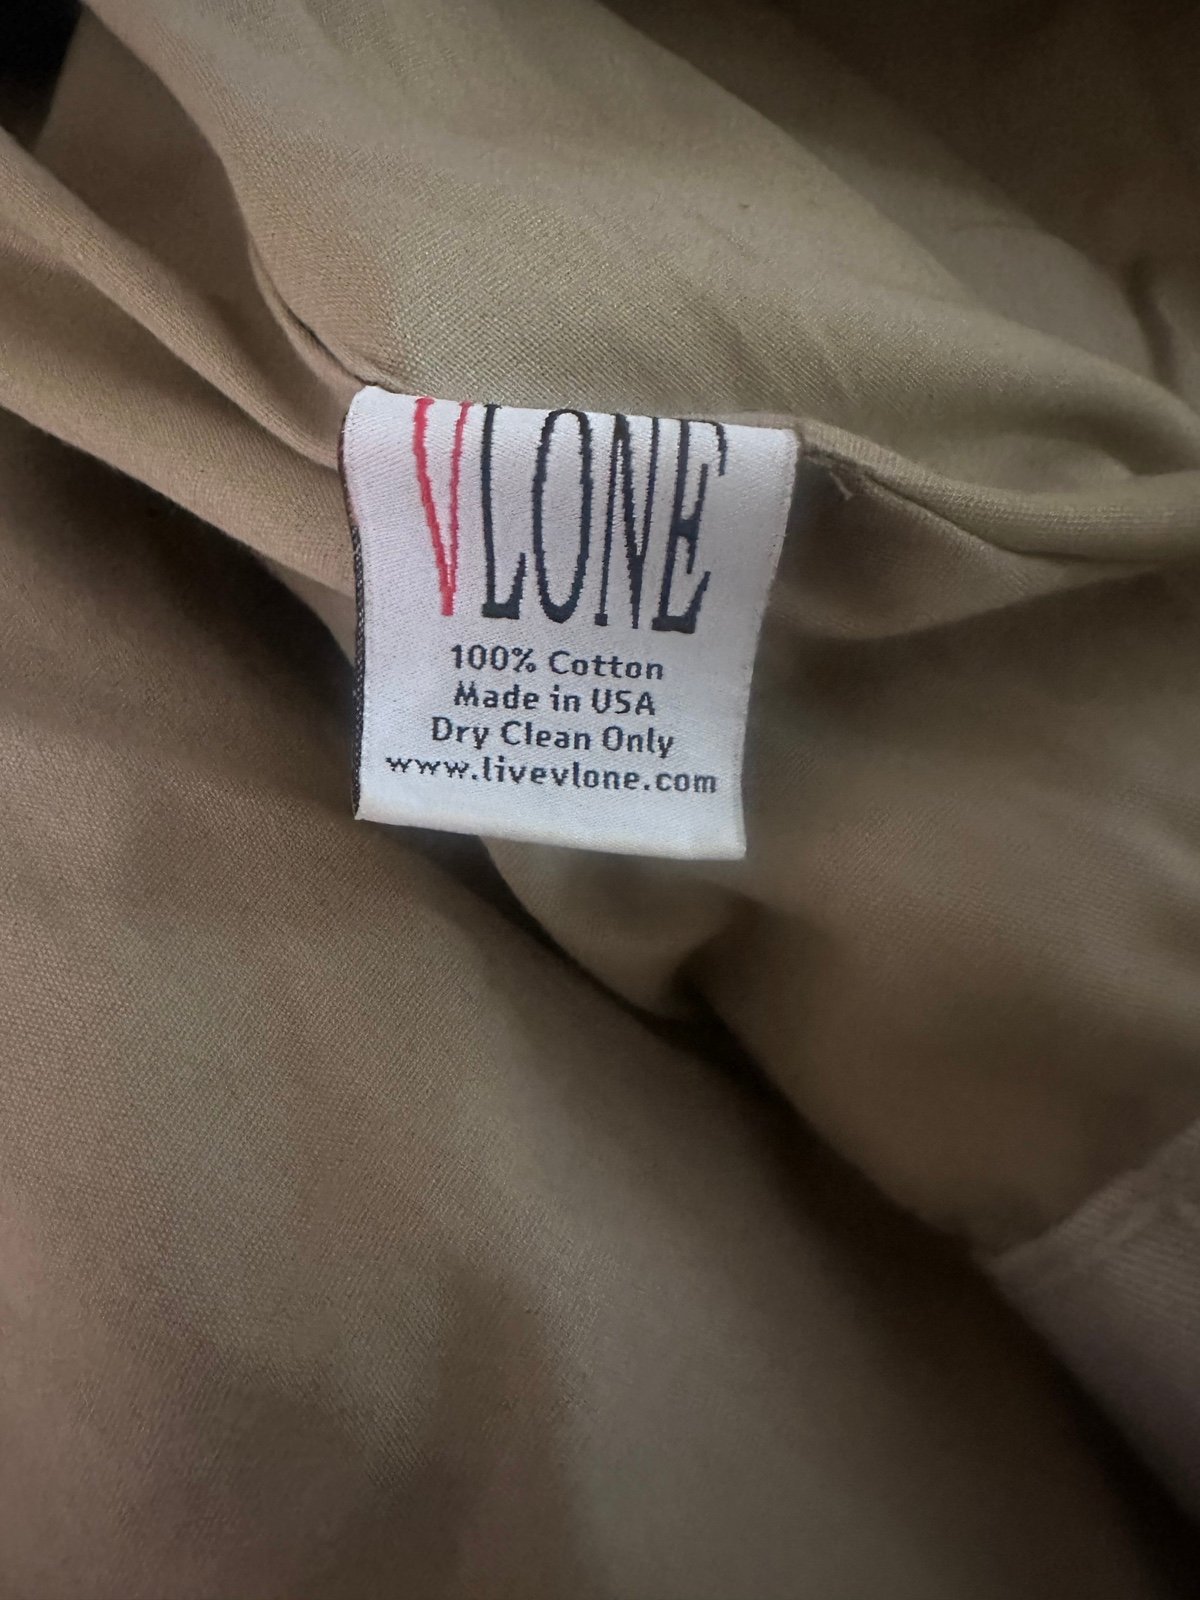 VLONE
100% Cotton
Made in USA
Dry Clean Only
www.livevlone.com